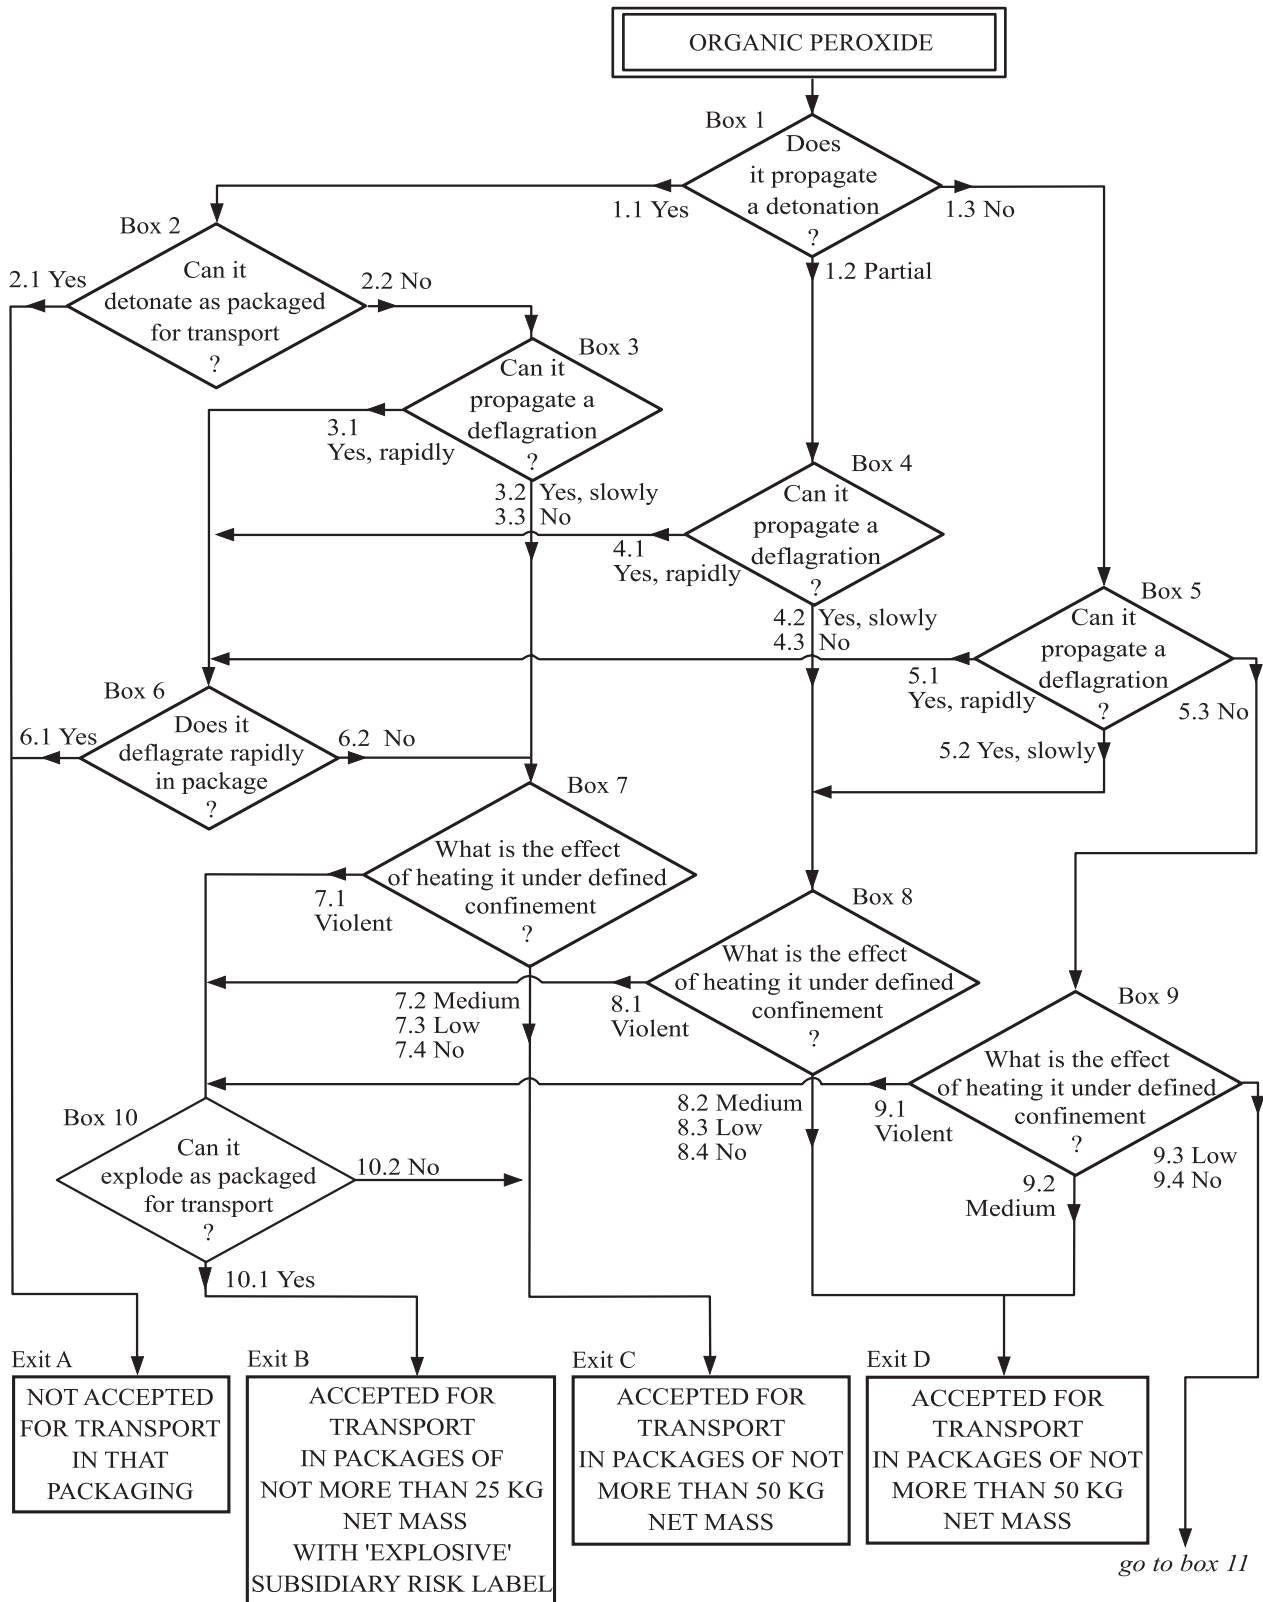 ORGANIC PEROXIDE
Box 1
Does
it propagate
a detonation
?
1.1 Yes
1.3 No
1.2 Partial
Box 2
Can it
detonate as packaged
for transport
?
2.1 Yes
2.2 No
Box 3
Can it
propagate a
deflagration
?
3.1
Yes, rapidly
3.2 Yes, slowly
3.3 No
Box 4
Can it
propagate a
deflagration
?
4.1
Yes, rapidly
4.2 Yes, slowly
4.3 No
Box 5
Can it
propagate a
deflagration
?
5.1
Yes, rapidly
5.3 No
5.2 Yes, slowly
Box 6
Does it
deflagrate rapidly
in package
?
6.1 Yes
6.2 No
Box 7
What is the effect
of heating it under defined
confinement
?
7.1
Violent
7.2 Medium
7.3 Low
7.4 No
Box 8
What is the effect
of heating it under defined
confinement
?
8.1
Violent
8.2 Medium
8.3 Low
8.4 No
Box 9
What is the effect
of heating it under defined
confinement
?
9.1
Violent
9.2
Medium
9.3 Low
9.4 No
Box 10
Can it
explode as packaged
for transport
?
10.2 No
10.1 Yes
Exit A
NOT ACCEPTED
FOR TRANSPORT
IN THAT
PACKAGING
Exit B
ACCEPTED FOR
TRANSPORT
IN PACKAGES OF
NOT MORE THAN 25 KG
NET MASS
WITH 'EXPLOSIVE'
SUBSIDIARY RISK LABEL
Exit C
ACCEPTED FOR
TRANSPORT
IN PACKAGES OF NOT
MORE THAN 50 KG
NET MASS
Exit D
ACCEPTED FOR
TRANSPORT
IN PACKAGES OF NOT
MORE THAN 50 KG
NET MASS
go to box 11